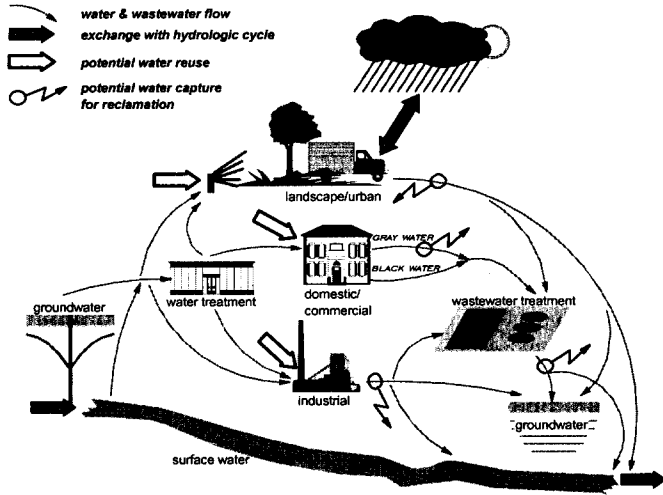 water & wastewater flow
exchange with hydrologic cycle
potential water reuse
potential water capture
for reclamation
landscape/urban
GRAY WATER
BLACK WATER
domestic/
commercial
water treatment
groundwater
wastewater treatment
industrial
groundwater
surface water